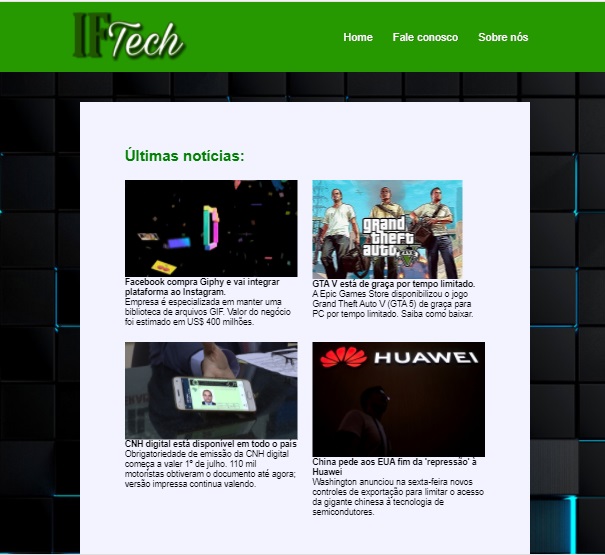 IFTech
Home Fale conosco Sobre nós
Últimas notícias:
Facebook compra Giphy e vai integrar
plataforma ao Instagram.
Empresa é especializada em manter uma
biblioteca de arquivos GIF. Valor do negócio
foi estimado em US$ 400 milhões.
grand
theft
auto
GTA V está de graça por tempo limitado.
A Epic Games Store disponibilizou o jogo
Grand Theft Auto V (GTA 5) de graça para
PC por tempo limitado. Saiba como baixar.
CNH digital está disponível em todo o país
Obrigatoriedade de emissão da CNH digital
começa a valer 1º de julho. 110 mil
motoristas obtiveram o documento até agora;
versão impressa continua valendo.
HUAWEI
China pede aos EUA fim da 'repressão' à
Huawei
Washington anunciou na sexta-feira novos
controles de exportação para limitar o acesso
da gigante chinesa à tecnologia de
semicondutores.